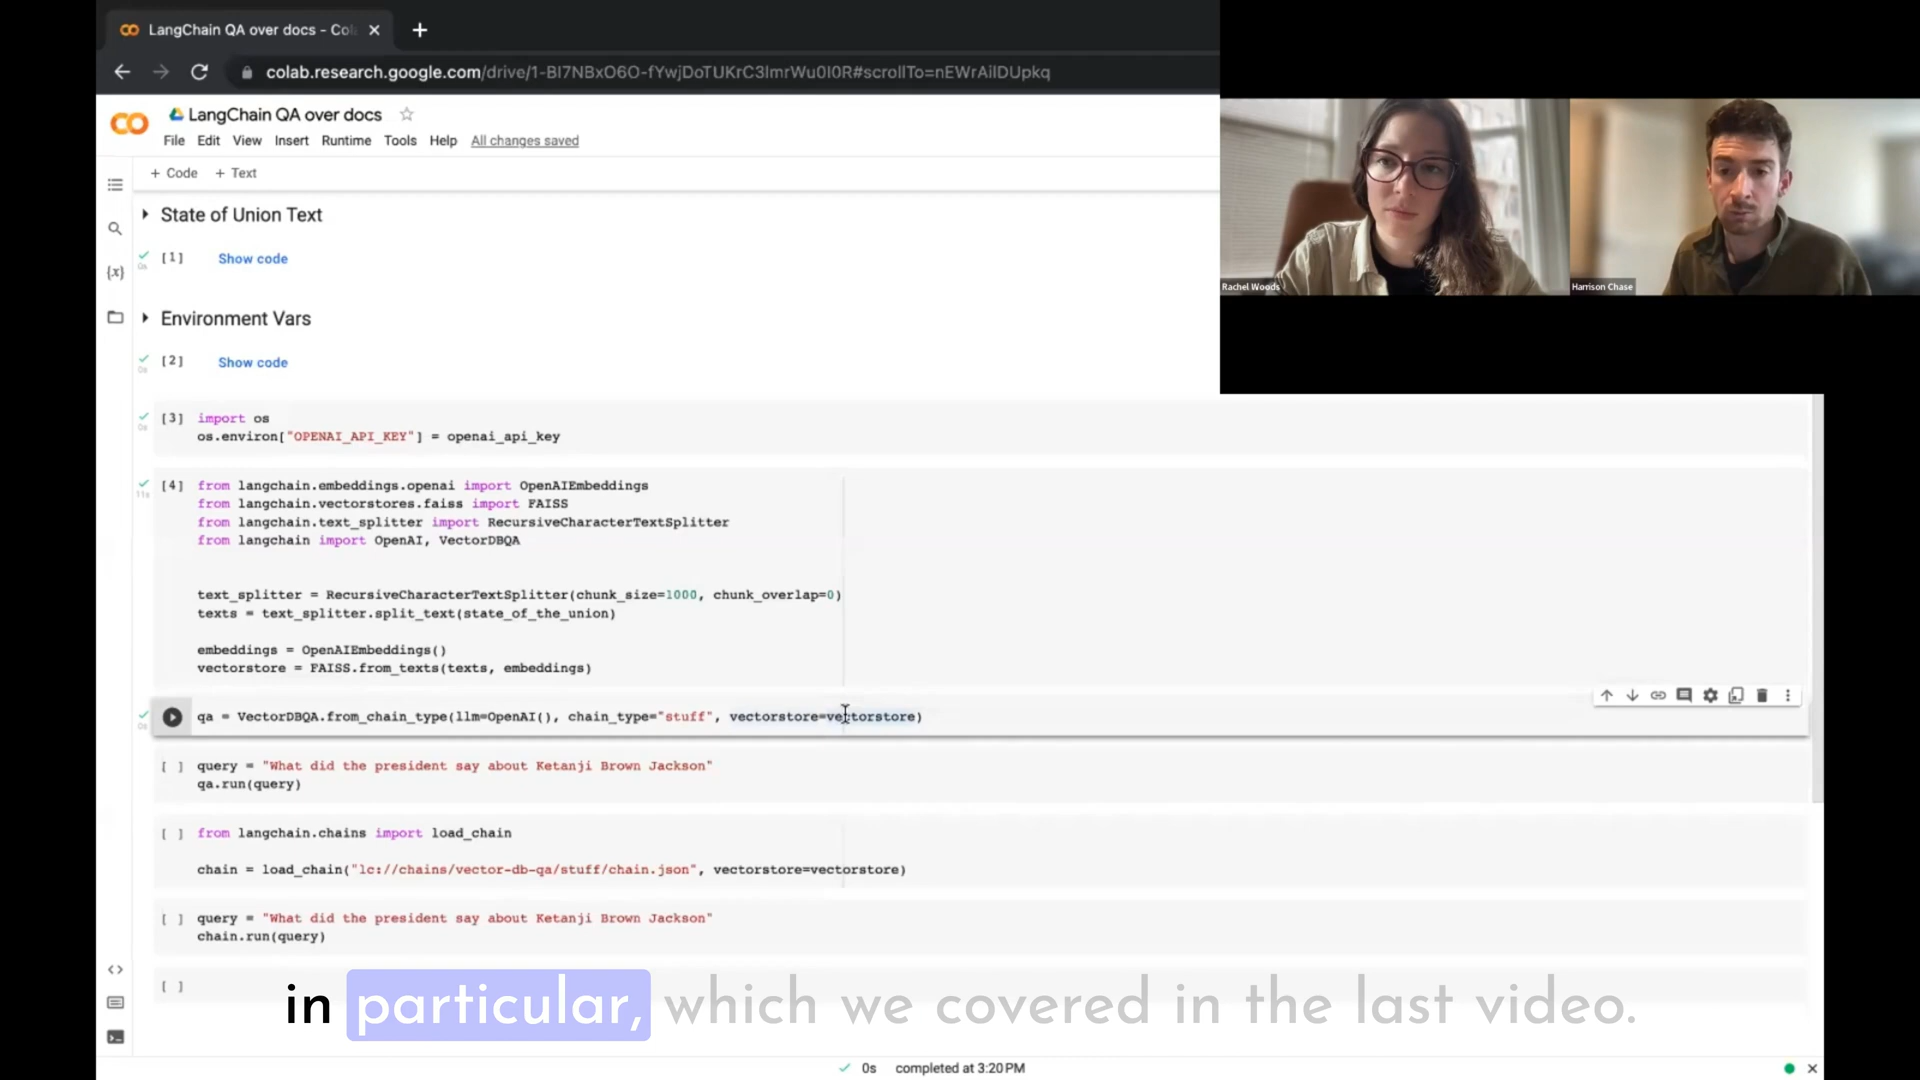 LangChain QA over docs - Col
colab.research.google.com/drive/1-BI7NBxO6O-fYwjDoTUKrC3ImrWu0I0R#scrollTo=nEWrAilDUpkq
LangChain QA over docs
File Edit View Insert Runtime Tools Help All changes saved
+ Code + Text
Rachel Woods
Harrison Chase
State of Union Text
[1] Show code
0s
Environment Vars
[2] Show code
0s
[3] import os
0s
os.environ["OPENAI_API_KEY"] = openai_api_key
[4] from langchain.embeddings.openai import OpenAIEmbeddings
11s
from langchain.vectorstores.faiss import FAISS
from langchain.text_splitter import RecursiveCharacterTextSplitter
from langchain import OpenAI, VectorDBQA
text_splitter = RecursiveCharacterTextSplitter(chunk_size=1000, chunk_overlap=0)
texts = text_splitter.split_text(state_of_the_union)
embeddings = OpenAIEmbeddings()
vectorstore = FAISS.from_texts(texts, embeddings)
qa = VectorDBQA.from_chain_type(llm=OpenAI(), chain_type="stuff", vectorstore=vectorstore)
0s
[ ] query = "What did the president say about Ketanji Brown Jackson"
qa.run(query)
[ ] from langchain.chains import load_chain
chain = load_chain("lc://chains/vector-db-qa/stuff/chain.json", vectorstore=vectorstore)
[ ] query = "What did the president say about Ketanji Brown Jackson"
chain.run(query)
[ ]
in particular, which we covered in the last video.
0s completed at 3:20 PM